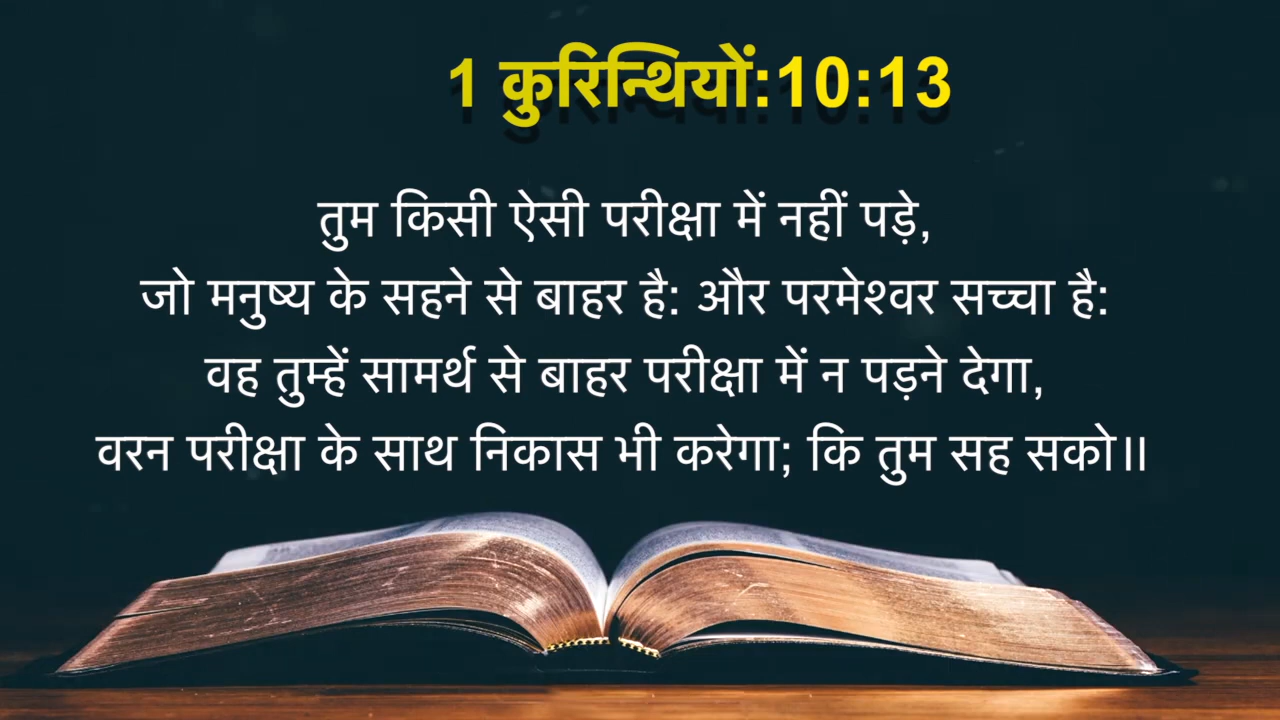 1 कुरिन्थियों:10:13
तुम किसी ऐसी परीक्षा में नहीं पड़े,
जो मनुष्य के सहने से बाहर है: और परमेश्वर सच्चा है:
वह तुम्हें सामर्थ से बाहर परीक्षा में न पड़ने देगा,
वरन परीक्षा के साथ निकास भी करेगा; कि तुम सह सको॥